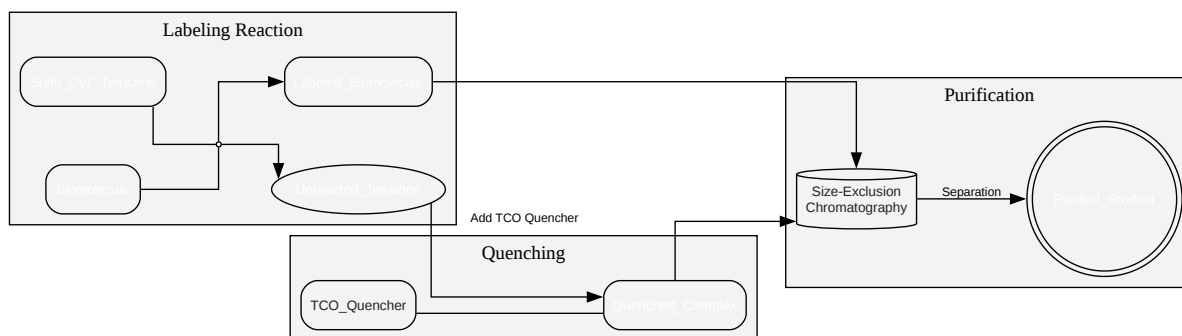 Labeling Reaction
Sulfo_Cy7_Tetrazine
Labeled_Biomolecule
Biomolecule
Unreacted_Tetrazine
Add TCO Quencher
Quenching
TCO_Quencher
Quenched_Complex
Purification
Size-Exclusion
Chromatography
Separation
Purified_Product